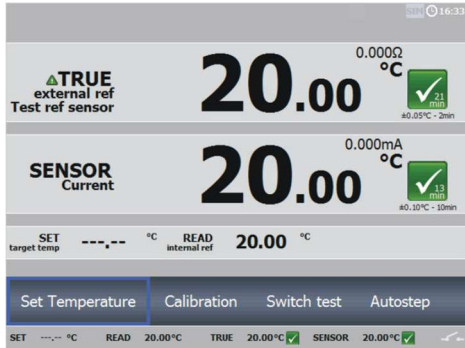 SIM 16:33
0.000Ω
TRUE
external ref
Test ref sensor
20.00 °C
21
min
±0.05°C - 2min
0.000mA
SENSOR
Current
20.00 °C
13
min
±0.10°C - 10min
SET
target temp
---.-- °C
READ
internal ref
20.00 °C
Set Temperature Calibration Switch test Autostep
SET ---.-- °C READ 20.00°C TRUE 20.00°C SENSOR 20.00°C